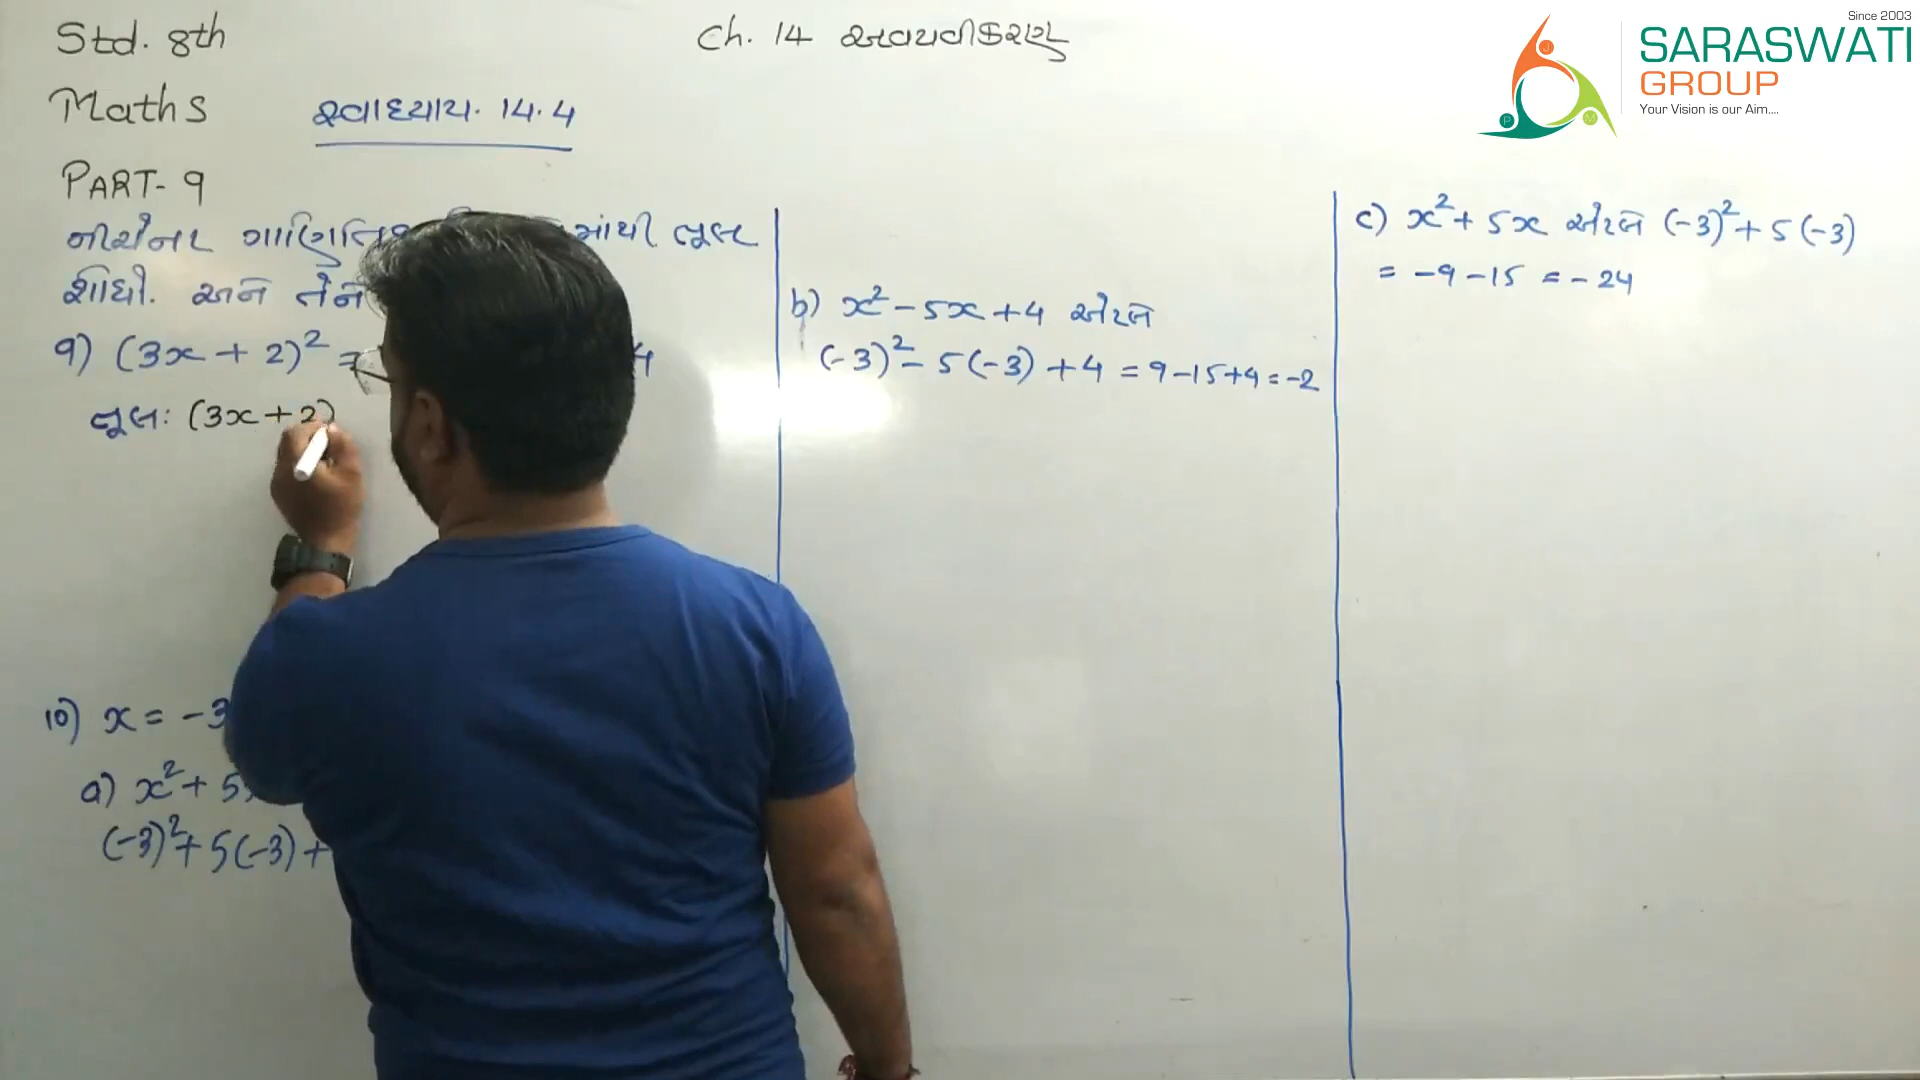 Std. 8th
Ch. 14 અવયવીકરણ
Since 2003
SARASWATI
GROUP
Your Vision is our Aim....
J
P
M
Maths
સ્વાધ્યાય. 14.4
PART- 9
નીચેના માંથી ભૂલ
શોધી. અને
9) (3x + 2)² =
ભૂલ: (3x+2)
10) x = -3
a) x² + 5
(-3)² + 5(-3) +
b) x² - 5x + 4 એટલે
(-3)² - 5(-3) + 4 = 9-15+4 = -2
c) x² + 5x એટલે (-3)² + 5(-3)
= -9 - 15 = - 24